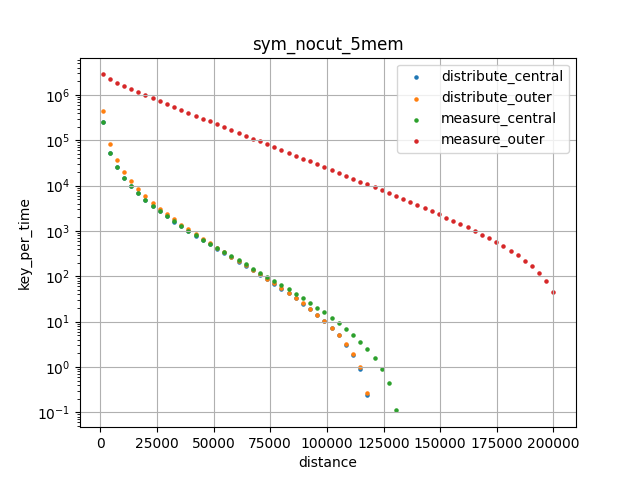 sym_nocut_5mem
distribute_central
distribute_outer
measure_central
measure_outer
key_per_time
10^6
10^5
10^4
10^3
10^2
10^1
10^0
10^−1
0 25000 50000 75000 100000 125000 150000 175000 200000
distance